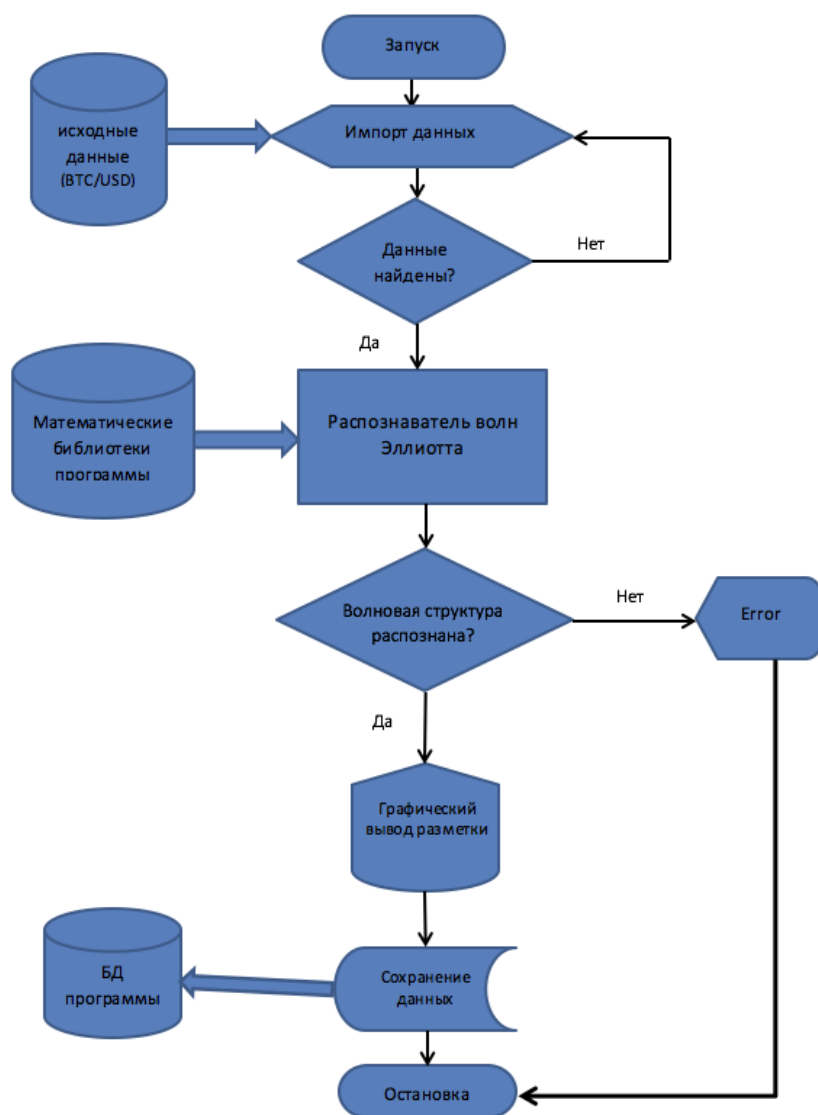 Запуск
исходные
данные
(BTC/USD)
Импорт данных
Данные
найдены?
Нет
Да
Математические
библиотеки
программы
Распознаватель волн
Эллиотта
Волновая структура
распознана?
Нет
Error
Да
Графический
вывод разметки
БД
программы
Сохранение
данных
Остановка